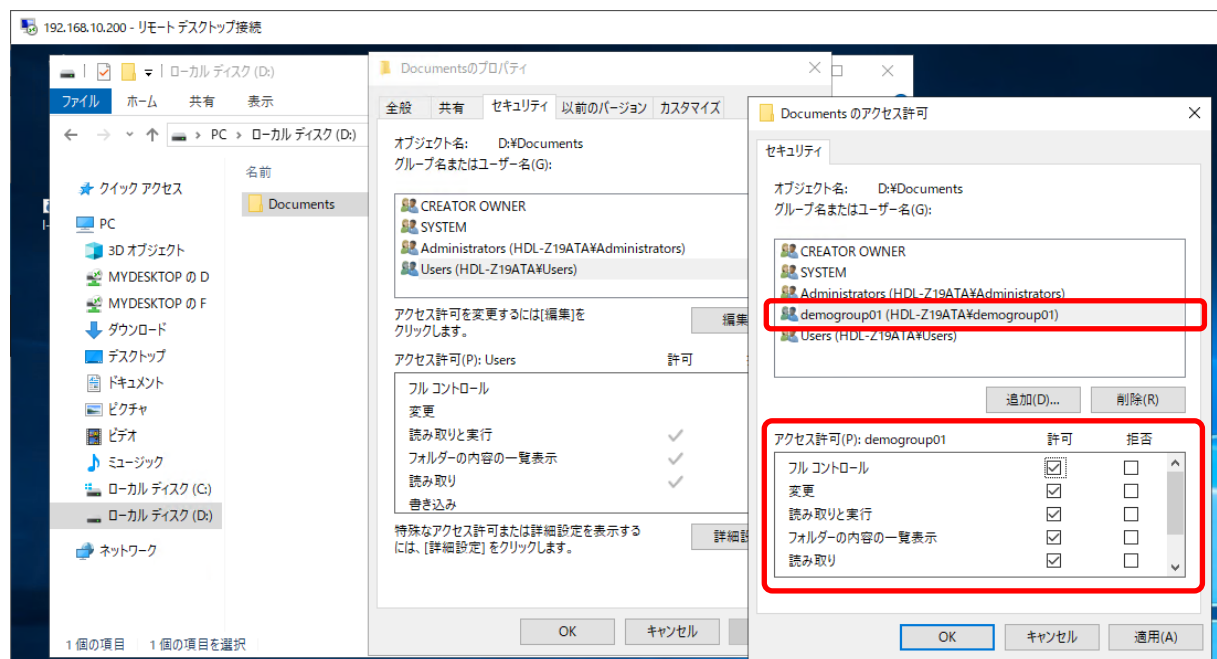 192.168.10.200 - リモート デスクトップ接続
ローカル ディスク (D:)
ファイル ホーム 共有 表示
PC › ローカル ディスク (D:)
名前
クイック アクセス
Documents
PC
3D オブジェクト
MYDESKTOP の D
MYDESKTOP の F
ダウンロード
デスクトップ
ドキュメント
ピクチャ
ビデオ
ミュージック
ローカル ディスク (C:)
ローカル ディスク (D:)
ネットワーク
1 個の項目 1 個の項目を選択
Documentsのプロパティ
全般 共有 セキュリティ 以前のバージョン カスタマイズ
オブジェクト名: D:¥Documents
グループ名またはユーザー名(G):
CREATOR OWNER
SYSTEM
Administrators (HDL-Z19ATA¥Administrators)
Users (HDL-Z19ATA¥Users)
アクセス許可を変更するには[編集]を
クリックします。
編集
アクセス許可(P): Users 許可
フル コントロール
変更
読み取りと実行
フォルダーの内容の一覧表示
読み取り
書き込み
特殊なアクセス許可または詳細設定を表示する
には、[詳細設定] をクリックします。
詳細設
OK キャンセル
Documents のアクセス許可
セキュリティ
オブジェクト名: D:¥Documents
グループ名またはユーザー名(G):
CREATOR OWNER
SYSTEM
Administrators (HDL-Z19ATA¥Administrators)
demogroup01 (HDL-Z19ATA¥demogroup01)
Users (HDL-Z19ATA¥Users)
追加(D)... 削除(R)
アクセス許可(P): demogroup01 許可 拒否
フル コントロール
変更
読み取りと実行
フォルダーの内容の一覧表示
読み取り
OK キャンセル 適用(A)